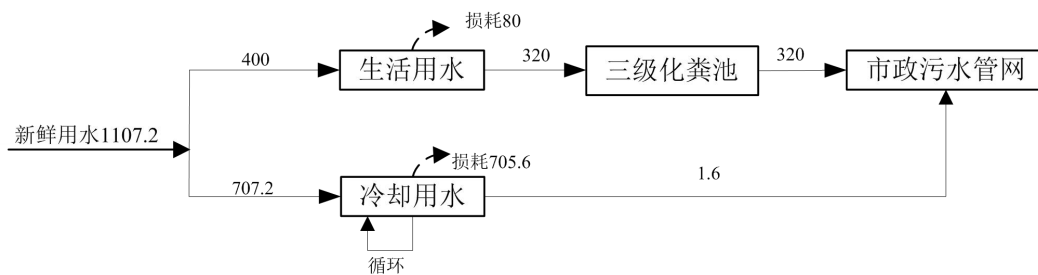 损耗80
400
生活用水
320
三级化粪池
320
市政污水管网
新鲜用水1107.2
损耗705.6
707.2
冷却用水
1.6
循环